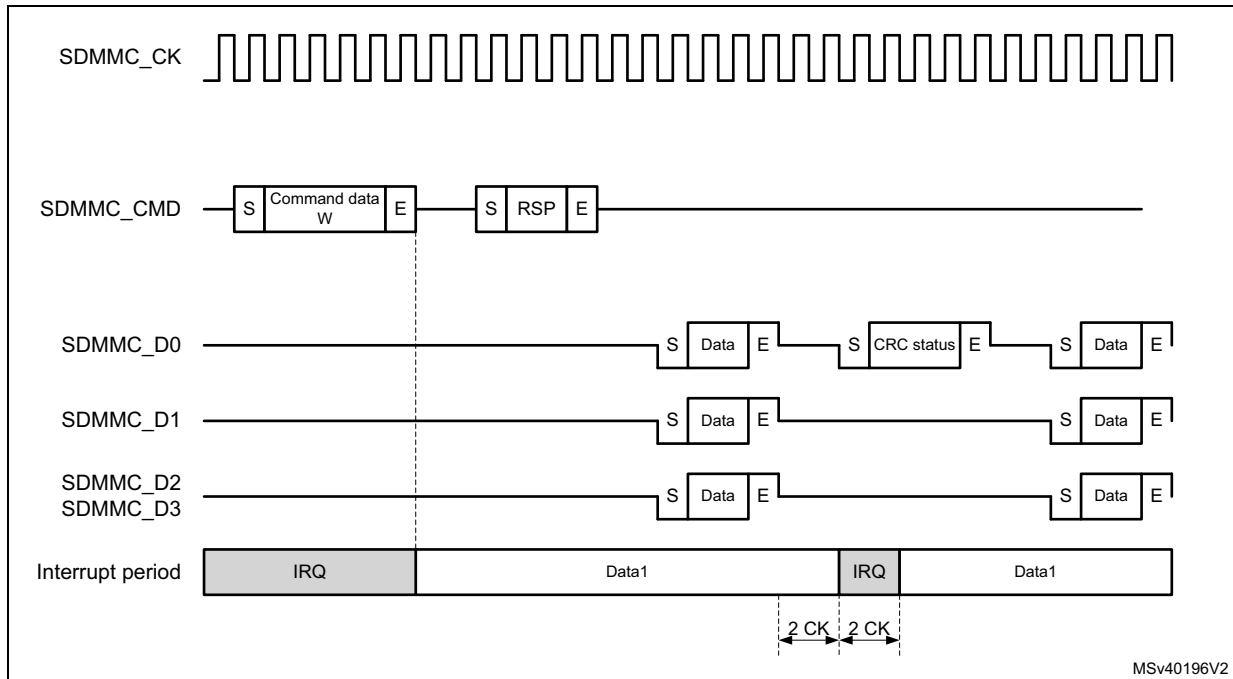 SDMMC_CK
SDMMC_CMD
S
Command data
W
E
S
RSP
E
SDMMC_D0
S
Data
E
S
CRC status
E
S
Data
E
SDMMC_D1
S
Data
E
S
Data
E
SDMMC_D2
SDMMC_D3
S
Data
E
S
Data
E
Interrupt period
IRQ
Data1
IRQ
Data1
2 CK
2 CK
MSv40196V2